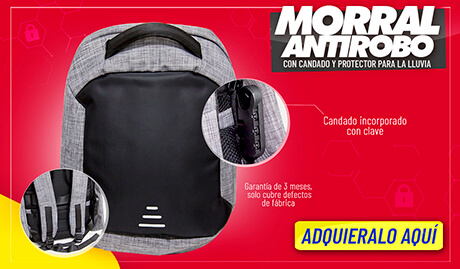 MORRAL
ANTIROBO
CON CANDADO Y PROTECTOR PARA LA LLUVIA
Candado incorporado
con clave
Garantia de 3 meses,
solo cubre defectos
de fábrica
ADQUIERALO AQUÍ